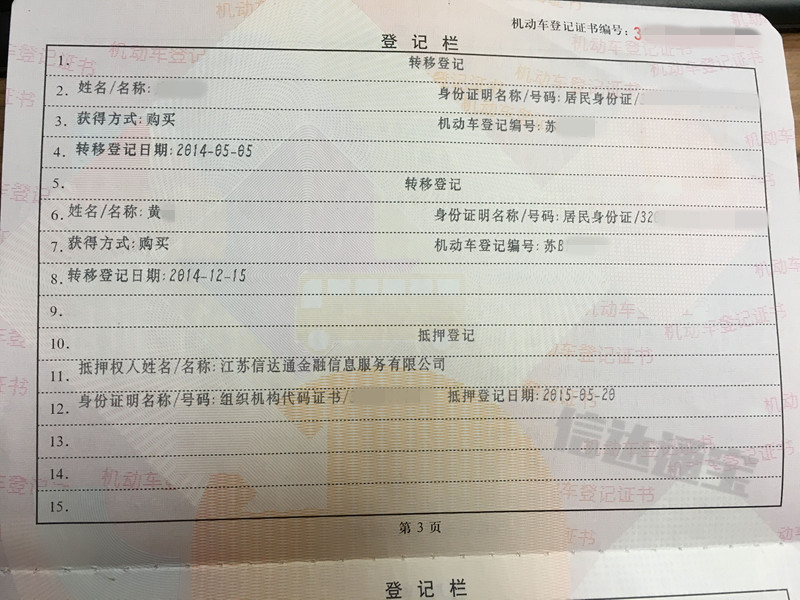 机动车登记证书编号:3
登记栏
1. 转移登记
2. 姓名/名称: 身份证明名称/号码:居民身份证/
3. 获得方式:购买 机动车登记编号:苏
4. 转移登记日期:2014-05-05
5. 转移登记
6. 姓名/名称:黄 身份证明名称/号码:居民身份证/32
7. 获得方式:购买 机动车登记编号:苏B
8. 转移登记日期:2014-12-15
9.
10. 抵押登记
11. 抵押权人姓名/名称:江苏信达通金融信息服务有限公司
12. 身份证明名称/号码:组织机构代码证书/ 抵押登记日期:2015-05-20
13.
信达通宝
14.
15.
第3页
登记栏